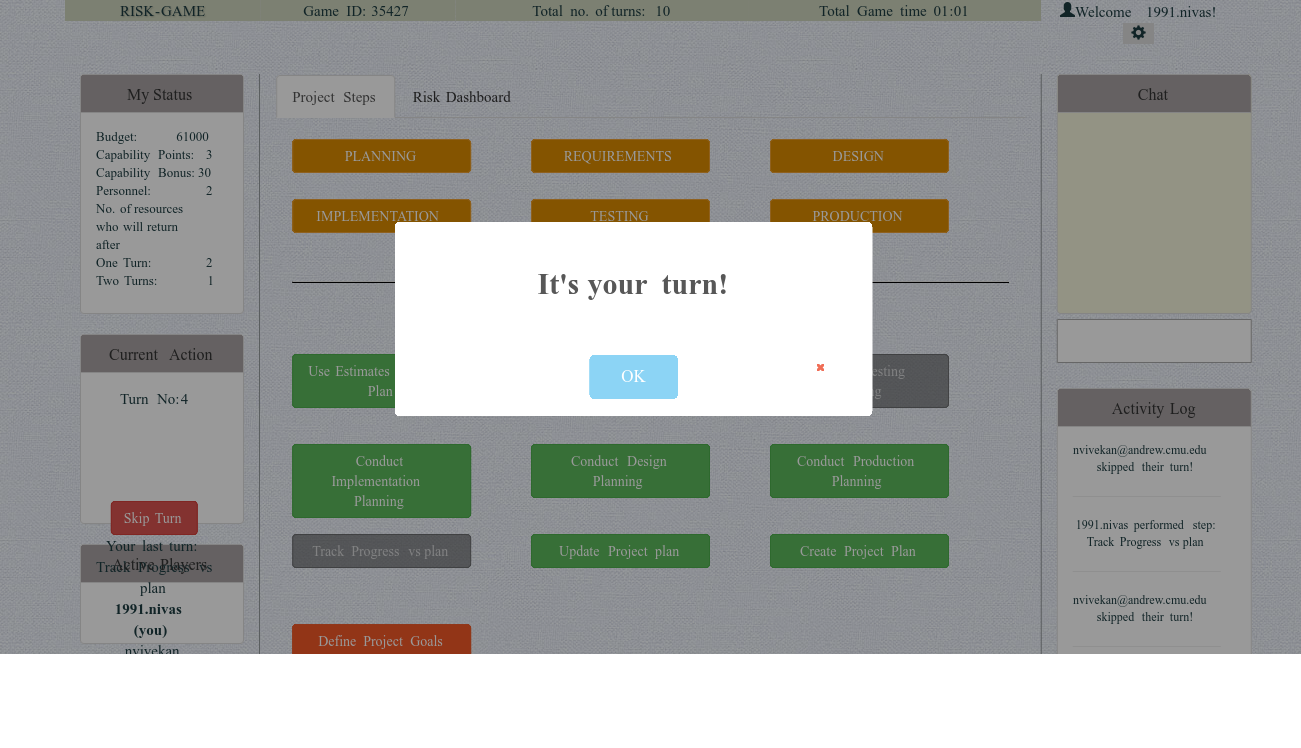 RISK-GAME Game ID: 35427 Total no. of turns: 10 Total Game time 01:01 Welcome 1991.nivas!
My Status
Budget: 61000
Capability Points: 3
Capability Bonus: 30
Personnel: 2
No. of resources
who will return
after
One Turn: 2
Two Turns: 1
Current Action
Turn No:4
Skip Turn
Your last turn:
Track Progress vs
plan
Active Players
1991.nivas
(you)
nvivekan
Project Steps Risk Dashboard
PLANNING REQUIREMENTS DESIGN
IMPLEMENTATION TESTING PRODUCTION
It's your turn!
OK
Use Estimates
Plan
Conduct
Implementation
Planning
Conduct Design
Planning
Conduct Production
Planning
Track Progress vs plan Update Project plan Create Project Plan
Define Project Goals
Chat
Activity Log
nvivekan@andrew.cmu.edu
skipped their turn!
1991.nivas performed step:
Track Progress vs plan
nvivekan@andrew.cmu.edu
skipped their turn!